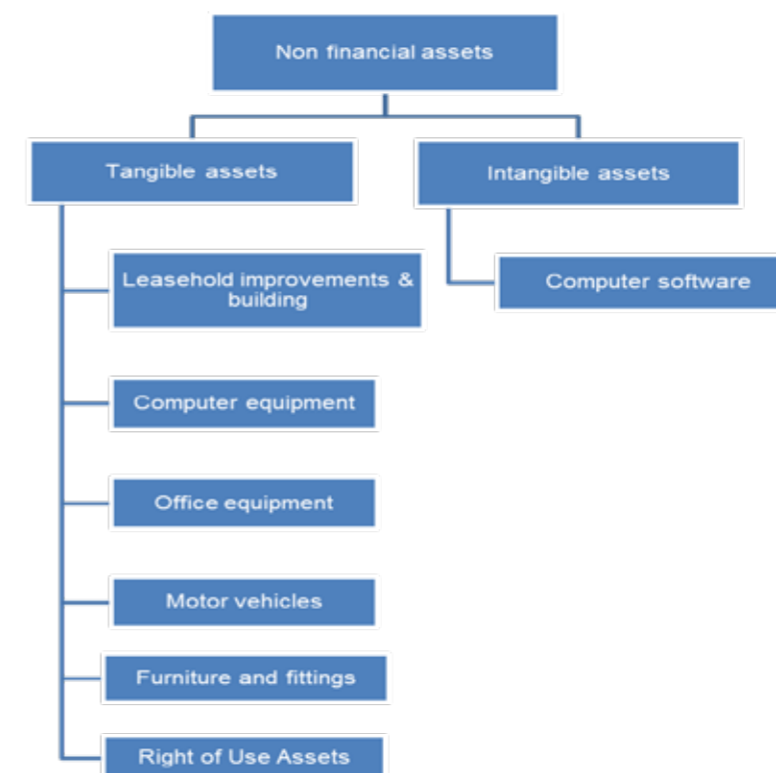 Non financial assets
Tangible assets
Intangible assets
Leasehold improvements &
building
Computer software
Computer equipment
Office equipment
Motor vehicles
Furniture and fittings
Right of Use Assets